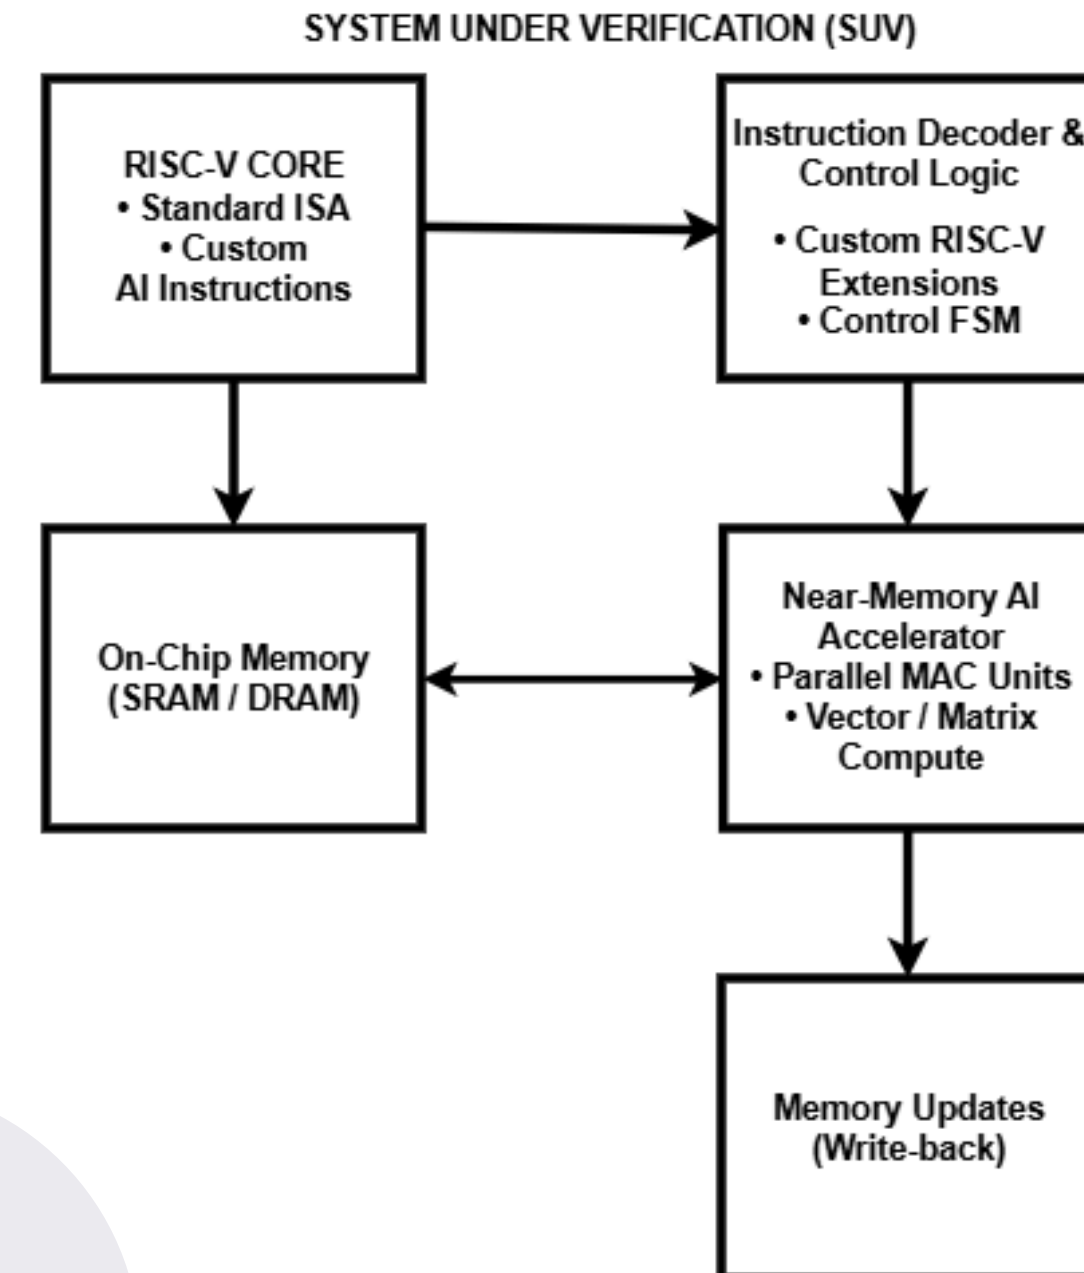 SYSTEM UNDER VERIFICATION (SUV)
RISC-V CORE
• Standard ISA
• Custom
AI Instructions
Instruction Decoder &
Control Logic
• Custom RISC-V
Extensions
• Control FSM
On-Chip Memory
(SRAM / DRAM)
Near-Memory AI
Accelerator
• Parallel MAC Units
• Vector / Matrix
Compute
Memory Updates
(Write-back)